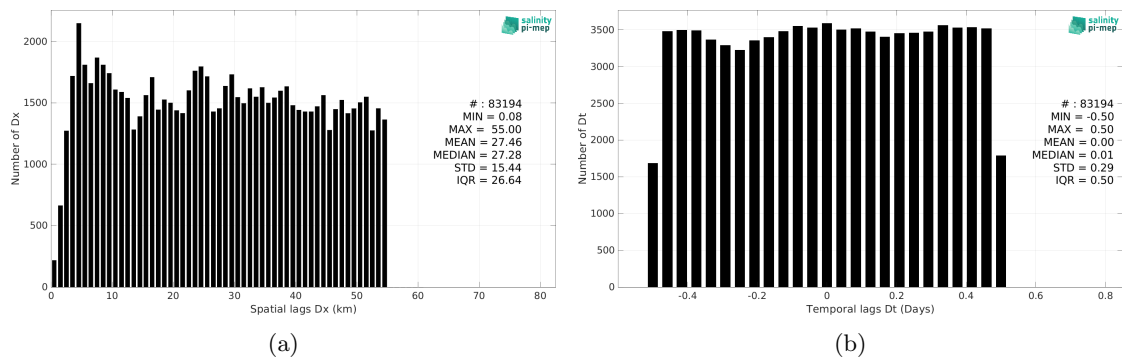 2000
1500
1000
500
0
Number of Dx
salinity
pi-mep
# : 83194
MIN = 0.08
MAX = 55.00
MEAN = 27.46
MEDIAN = 27.28
STD = 15.44
IQR = 26.64
0 10 20 30 40 50 60 70 80
Spatial lags Dx (km)
(a)
3500
3000
2500
2000
1500
1000
500
0
Number of Dt
salinity
pi-mep
# : 83194
MIN = -0.50
MAX = 0.50
MEAN = 0.00
MEDIAN = 0.01
STD = 0.29
IQR = 0.50
-0.4 -0.2 0 0.2 0.4 0.6 0.8
Temporal lags Dt (Days)
(b)